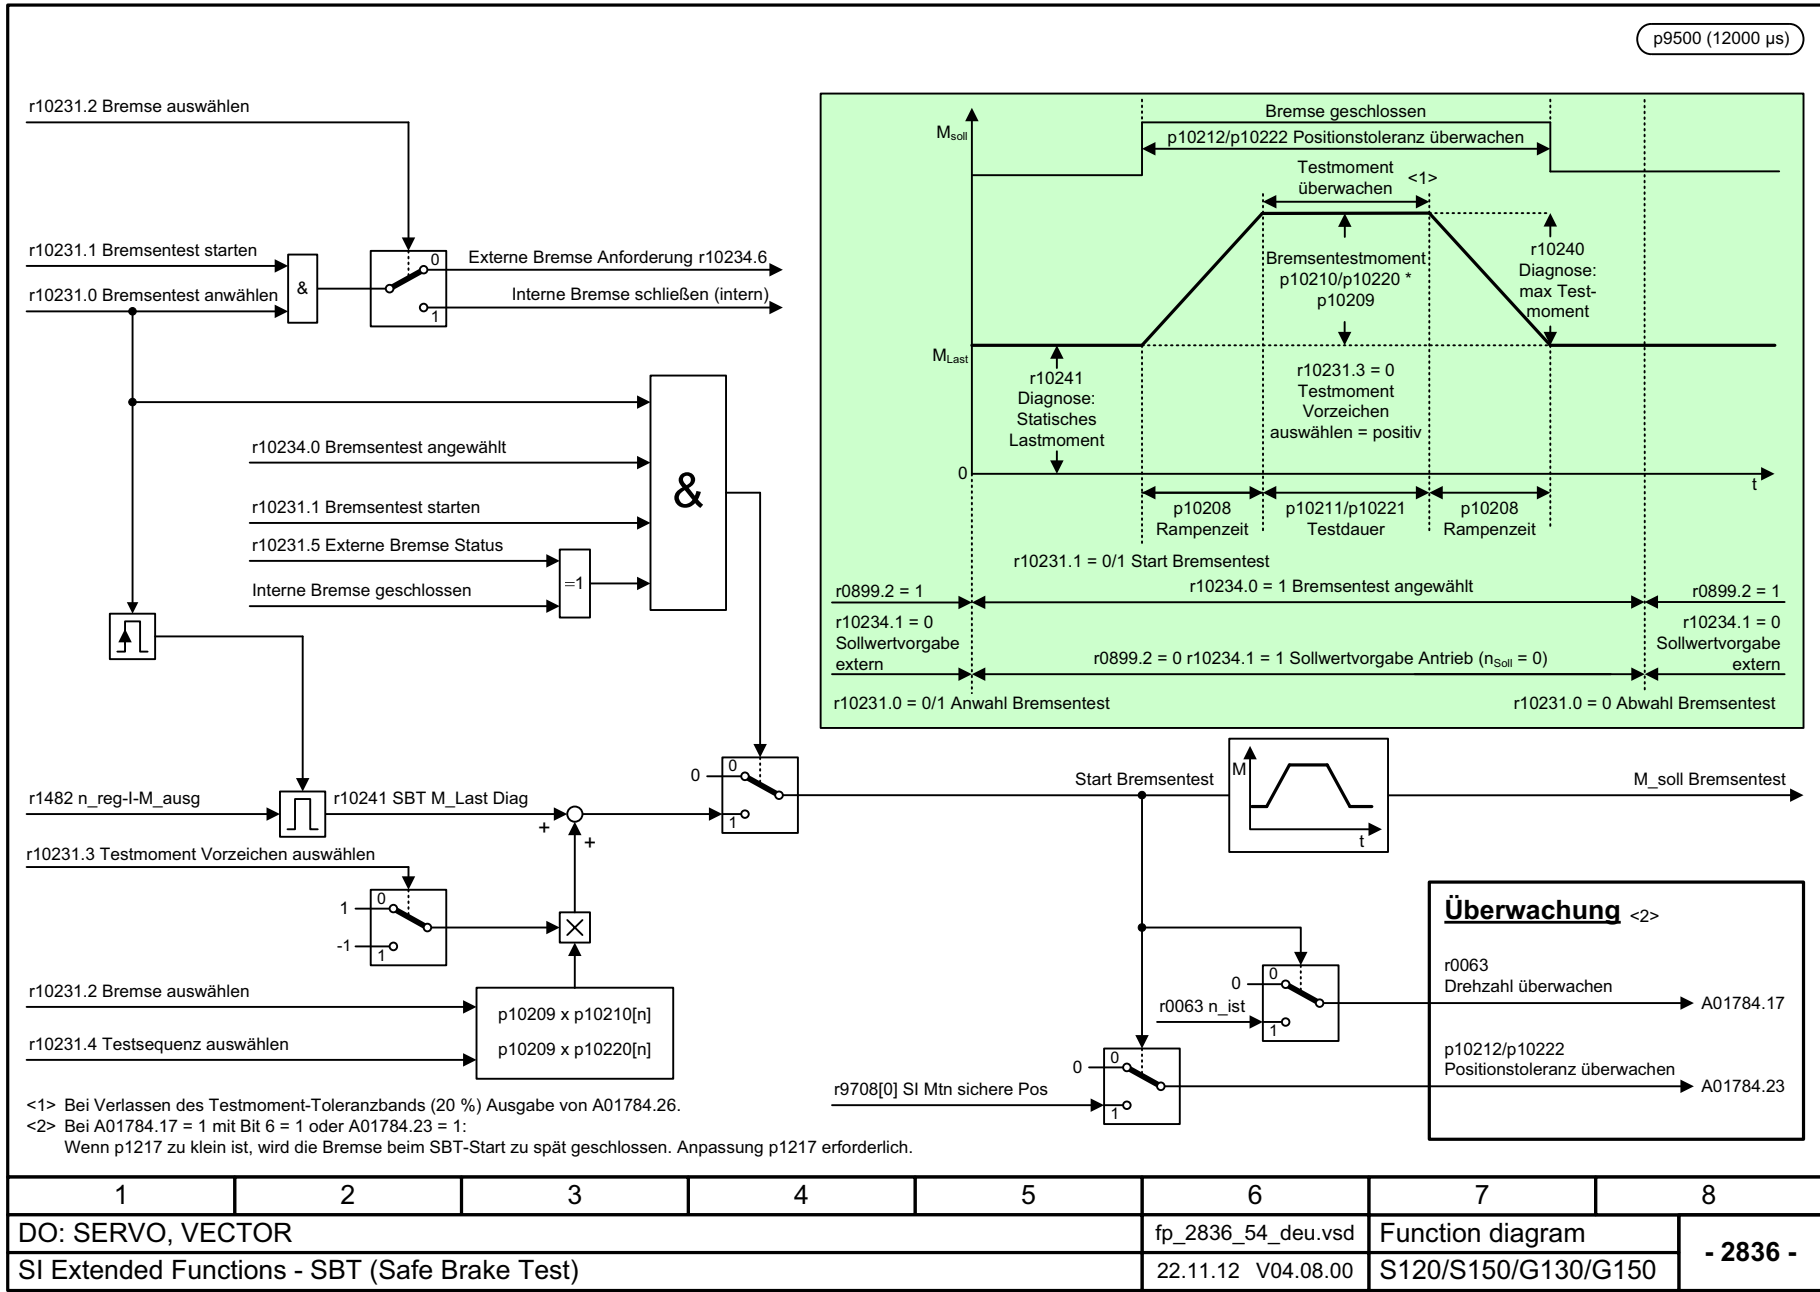 p9500 (12000 µs)
r10231.2 Bremse auswählen
r10231.1 Bremsentest starten
r10231.0 Bremsentest anwählen
&
0
1
Externe Bremse Anforderung r10234.6
Interne Bremse schließen (intern)
r10234.0 Bremsentest angewählt
r10231.1 Bremsentest starten
r10231.5 Externe Bremse Status
Interne Bremse geschlossen
=1
&
Bremse geschlossen
Msoll
p10212/p10222 Positionstoleranz überwachen
Testmoment
überwachen <1>
Bremsentestmoment
p10210/p10220 *
p10209
r10240
Diagnose:
max Test-
moment
MLast
r10241
Diagnose:
Statisches
Lastmoment
r10231.3 = 0
Testmoment
Vorzeichen
auswählen = positiv
0
t
p10208
Rampenzeit
p10211/p10221
Testdauer
p10208
Rampenzeit
r10231.1 = 0/1 Start Bremsentest
r0899.2 = 1
r10234.0 = 1 Bremsentest angewählt
r0899.2 = 1
r10234.1 = 0
Sollwertvorgabe
extern
r0899.2 = 0 r10234.1 = 1 Sollwertvorgabe Antrieb (nSoll = 0)
r10234.1 = 0
Sollwertvorgabe
extern
r10231.0 = 0/1 Anwahl Bremsentest
r10231.0 = 0 Abwahl Bremsentest
r1482 n_reg-I-M_ausg
r10241 SBT M_Last Diag
+
+
0
0
1
Start Bremsentest
M
t
M_soll Bremsentest
r10231.3 Testmoment Vorzeichen auswählen
1
-1
0
1
r10231.2 Bremse auswählen
r10231.4 Testsequenz auswählen
p10209 x p10210[n]
p10209 x p10220[n]
0
r0063 n_ist
0
1
0
r9708[0] SI Mtn sichere Pos
0
1
Überwachung <2>
r0063
Drehzahl überwachen
A01784.17
p10212/p10222
Positionstoleranz überwachen
A01784.23
<1> Bei Verlassen des Testmoment-Toleranzbands (20 %) Ausgabe von A01784.26.
<2> Bei A01784.17 = 1 mit Bit 6 = 1 oder A01784.23 = 1:
Wenn p1217 zu klein ist, wird die Bremse beim SBT-Start zu spät geschlossen. Anpassung p1217 erforderlich.
1 2 3 4 5 6 7 8
DO: SERVO, VECTOR
fp_2836_54_deu.vsd
Function diagram
- 2836 -
SI Extended Functions - SBT (Safe Brake Test)
22.11.12 V04.08.00
S120/S150/G130/G150